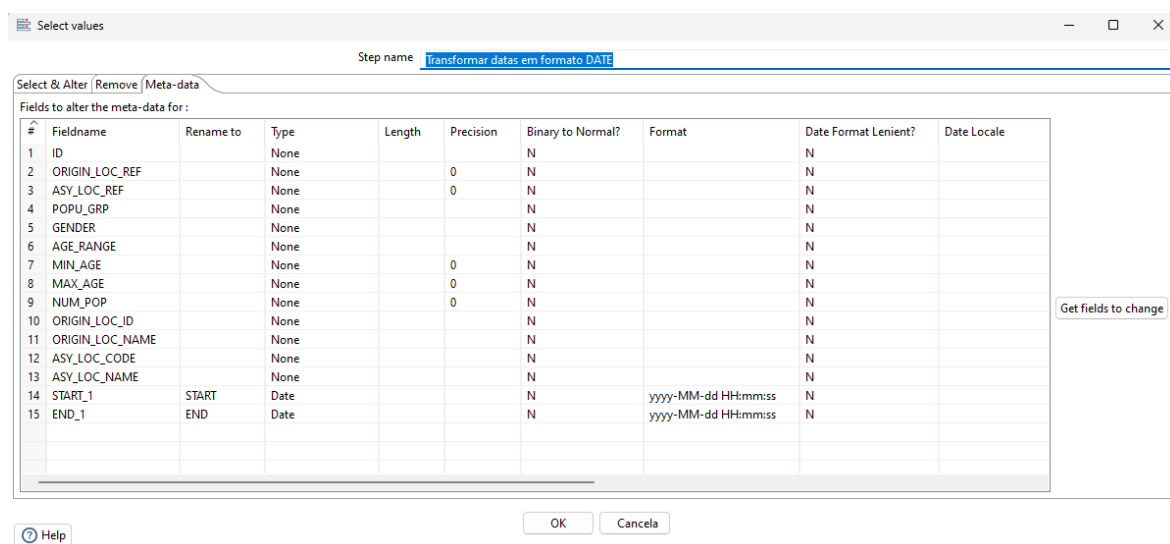 Select values
Step name Transformar datas em formato DATE
Select & Alter Remove Meta-data
Fields to alter the meta-data for :
# Fieldname Rename to Type Length Precision Binary to Normal? Format Date Format Lenient? Date Locale
1 ID None N N
2 ORIGIN_LOC_REF None 0 N N
3 ASY_LOC_REF None 0 N N
4 POPU_GRP None N N
5 GENDER None N N
6 AGE_RANGE None N N
7 MIN_AGE None 0 N N
8 MAX_AGE None 0 N N
9 NUM_POP None 0 N N
10 ORIGIN_LOC_ID None N N
11 ORIGIN_LOC_NAME None N N
12 ASY_LOC_CODE None N N
13 ASY_LOC_NAME None N N
14 START_1 START Date N yyyy-MM-dd HH:mm:ss N
15 END_1 END Date N yyyy-MM-dd HH:mm:ss N
Get fields to change
OK Cancela
Help